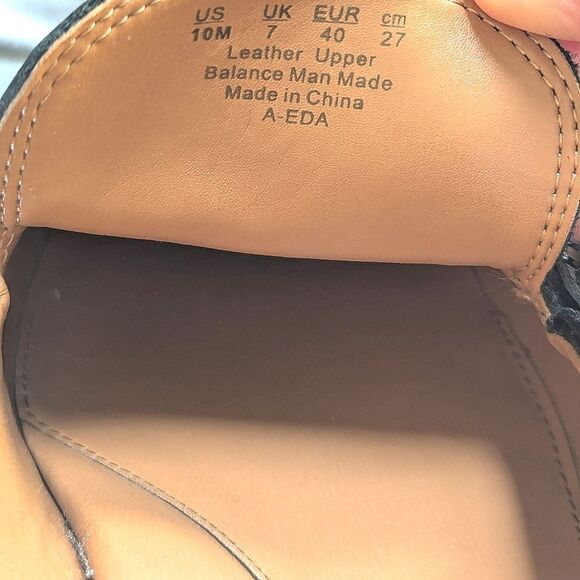 US UK EUR cm
10M 7 40 27
Leather Upper
Balance Man Made
Made in China
A-EDA